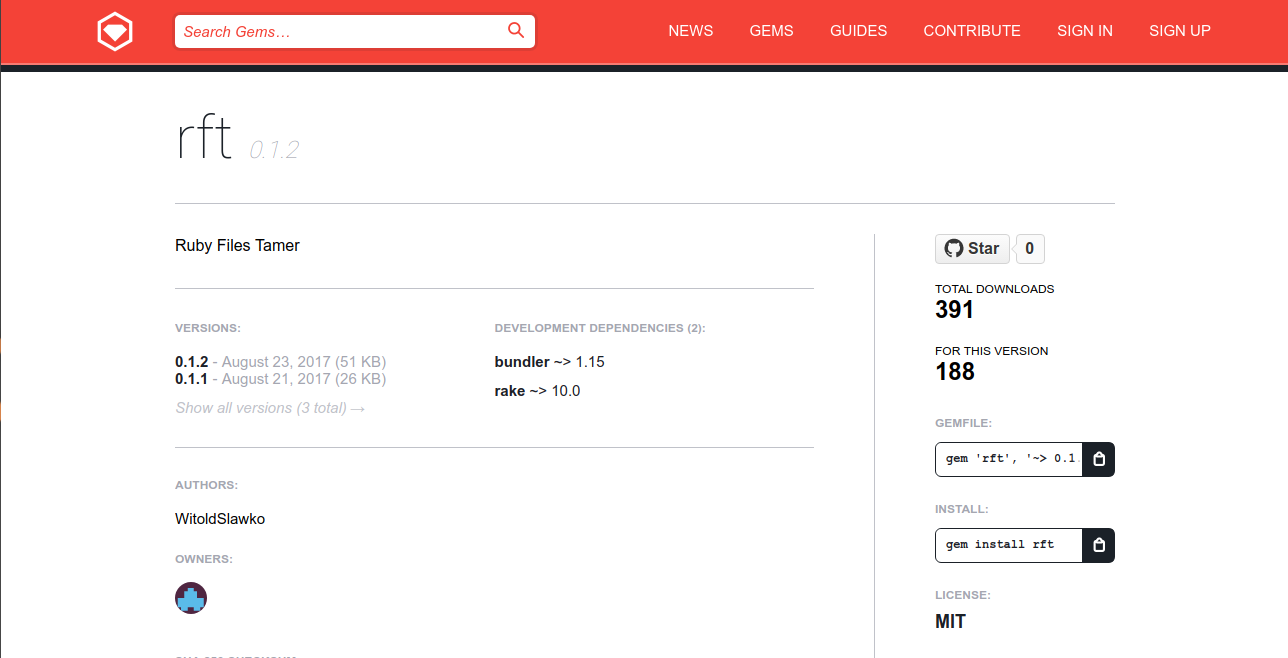 Search Gems…
NEWS
GEMS
GUIDES
CONTRIBUTE
SIGN IN
SIGN UP
rft 0.1.2
Ruby Files Tamer
VERSIONS:
0.1.2 - August 23, 2017 (51 KB)
0.1.1 - August 21, 2017 (26 KB)
Show all versions (3 total) →
DEVELOPMENT DEPENDENCIES (2):
bundler ~> 1.15
rake ~> 10.0
AUTHORS:
WitoldSlawko
OWNERS:
Star 0
TOTAL DOWNLOADS
391
FOR THIS VERSION
188
GEMFILE:
gem 'rft', '~> 0.1
INSTALL:
gem install rft
LICENSE:
MIT